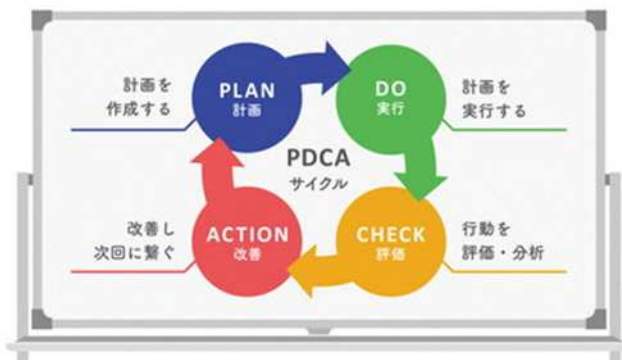 計画を
作成する
PLAN
計画
DO
実行
計画を
実行する
PDCA
サイクル
改善し
次回に繋ぐ
ACTION
改善
CHECK
評価
行動を
評価・分析